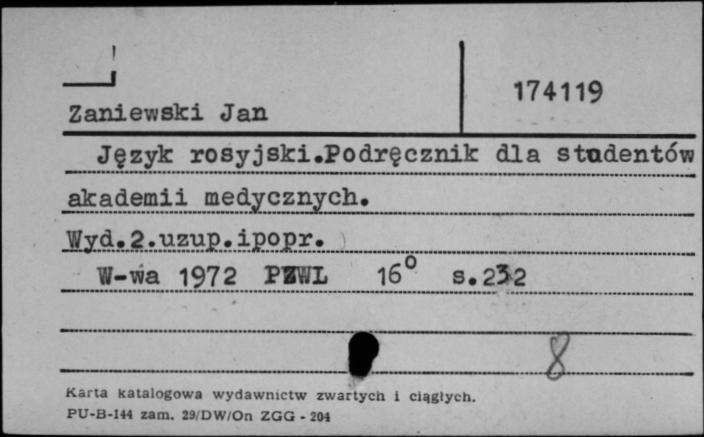 174119
Zaniewski Jan
Język rosyjski.Podręcznik dla studentów
akademii medycznych.
Wyd.2.uzup.ipopr.
W-wa 1972 PZWL 16° s.232
8
Karta katalogowa wydawnictw zwartych i ciągłych.
PU-B-144 zam. 29/DW/On ZGG - 204